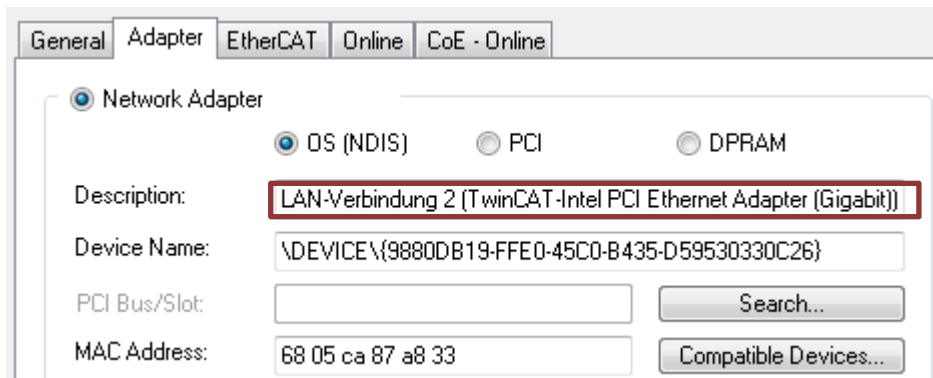 General Adapter EtherCAT Online CoE - Online
Network Adapter
OS (NDIS) PCI DPRAM
Description: LAN-Verbindung 2 (TwinCAT-Intel PCI Ethernet Adapter (Gigabit))
Device Name: \DEVICE\{9880DB19-FFE0-45C0-B435-D59530330C26}
PCI Bus/Slot: Search...
MAC Address: 68 05 ca 87 a8 33 Compatible Devices...